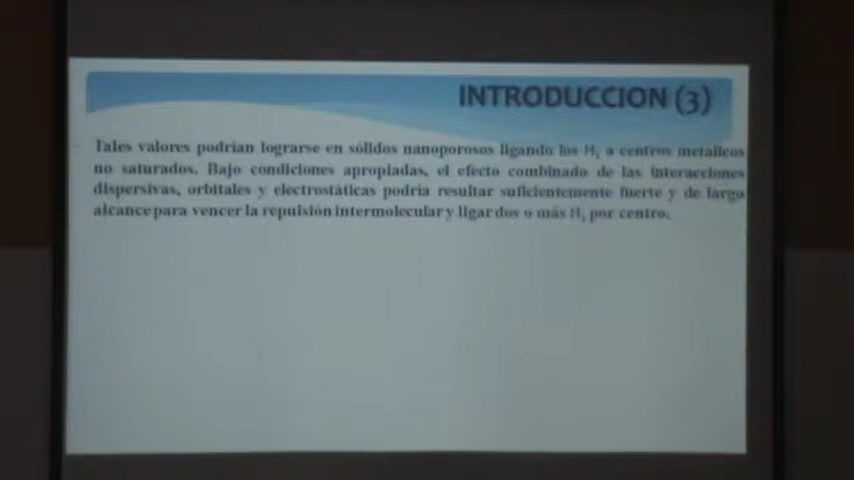 INTRODUCCION (3)
Tales valores podrían lograrse en sólidos nanoporosos ligando los H₂ a centros metálicos
no saturados. Bajo condiciones apropiadas, el efecto combinado de las interacciones
dispersivas, orbitales y electrostáticas podría resultar suficientemente fuerte y de largo
alcance para vencer la repulsión intermolecular y ligar dos o más H₂ por centro.